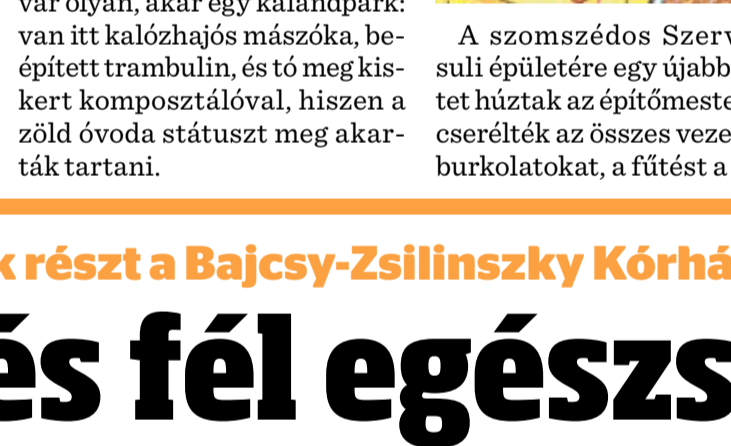 var olyan, akár egy kalandpark:
van itt kalózhajós mászóka, be-
épített trambulin, és tó meg kis-
kert komposztálóval, hiszen a
zöld óvoda státuszt meg akar-
ták tartani.
A szomszédos Szerv
suli épületére egy újabb
tet húztak az építőmeste
cserélték az összes veze
burkolatokat, a fűtést a
k részt a Bajcsy-Zsilinszky Kórhá
és fél egészs